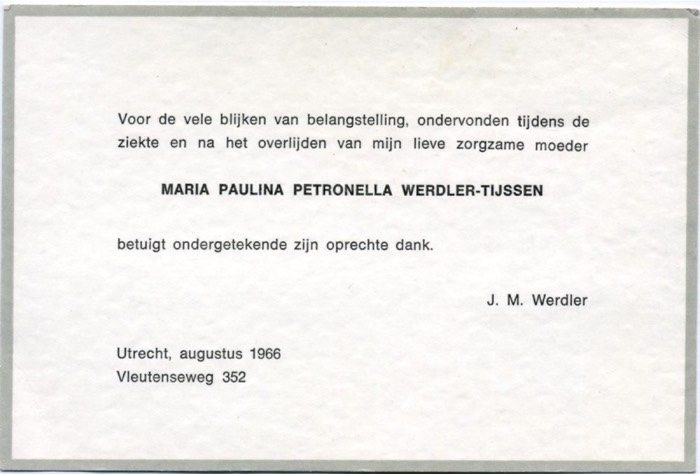 Voor de vele blijken van belangstelling, ondervonden tijdens de
ziekte en na het overlijden van mijn lieve zorgzame moeder
MARIA PAULINA PETRONELLA WERDLER-TIJSSEN
betuigt ondergetekende zijn oprechte dank.
J. M. Werdler
Utrecht, augustus 1966
Vleutenseweg 352